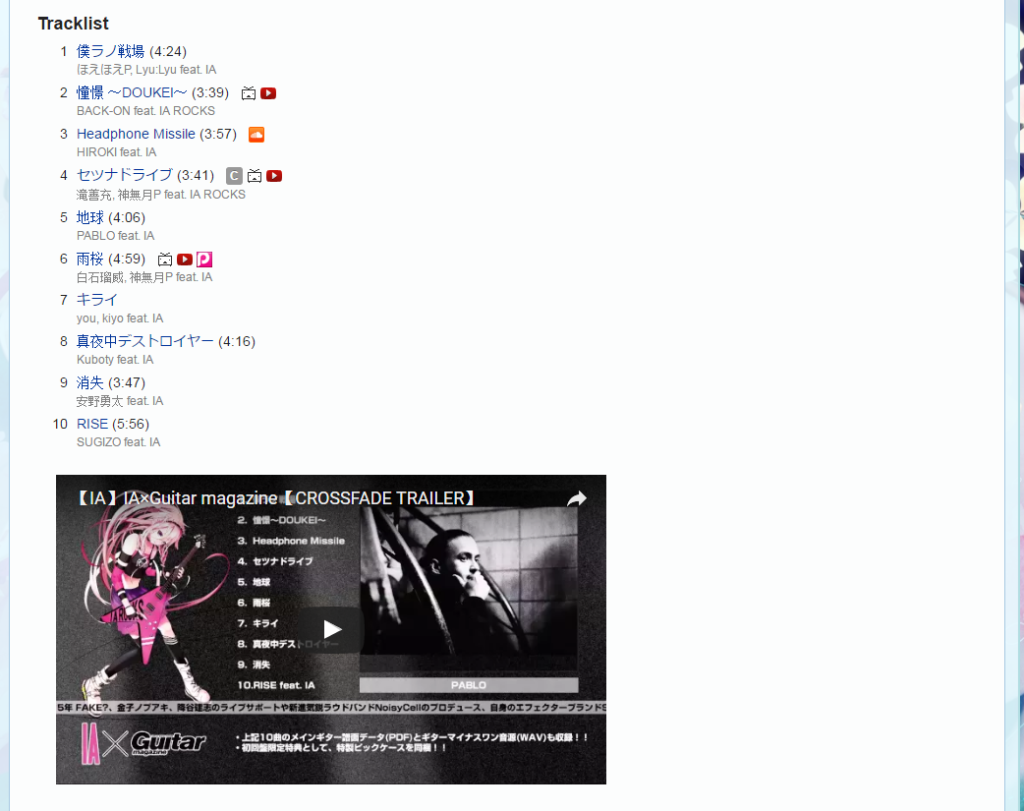 Tracklist
1 僕ラノ戦場 (4:24)
ほえほえP, Lyu:Lyu feat. IA
2 憧憬 ～DOUKEI～ (3:39)
BACK-ON feat. IA ROCKS
3 Headphone Missile (3:57)
HIROKI feat. IA
4 セツナドライブ (3:41) C
滝善充, 神無月P feat. IA ROCKS
5 地球 (4:06)
PABLO feat. IA
6 雨桜 (4:59)
白石瑠威, 神無月P feat. IA
7 キライ
you, kiyo feat. IA
8 真夜中デストロイヤー (4:16)
Kuboty feat. IA
9 消失 (3:47)
安野勇太 feat. IA
10 RISE (5:56)
SUGIZO feat. IA
【IA】IA×Guitar magazine【CROSSFADE TRAILER】
2. 憧憬～DOUKEI～
3. Headphone Missile
4. セツナドライブ
5. 地球
6. 雨桜
7. キライ
8. 真夜中デストロイヤー
9. 消失
10.RISE feat. IA
PABLO
5年 FAKE?、金子ノブアキ、降谷建志のライブサポートや新進気鋭ラウドバンドNoisyCellのプロデュース、自身のエフェクターブランドS
IA×Guitar magazine
・上記10曲のメインギター譜面データ(PDF)とギターマイナスワン音源(WAV)も収録！！
・初回盤限定特典として、特製ピックケースを同梱！！